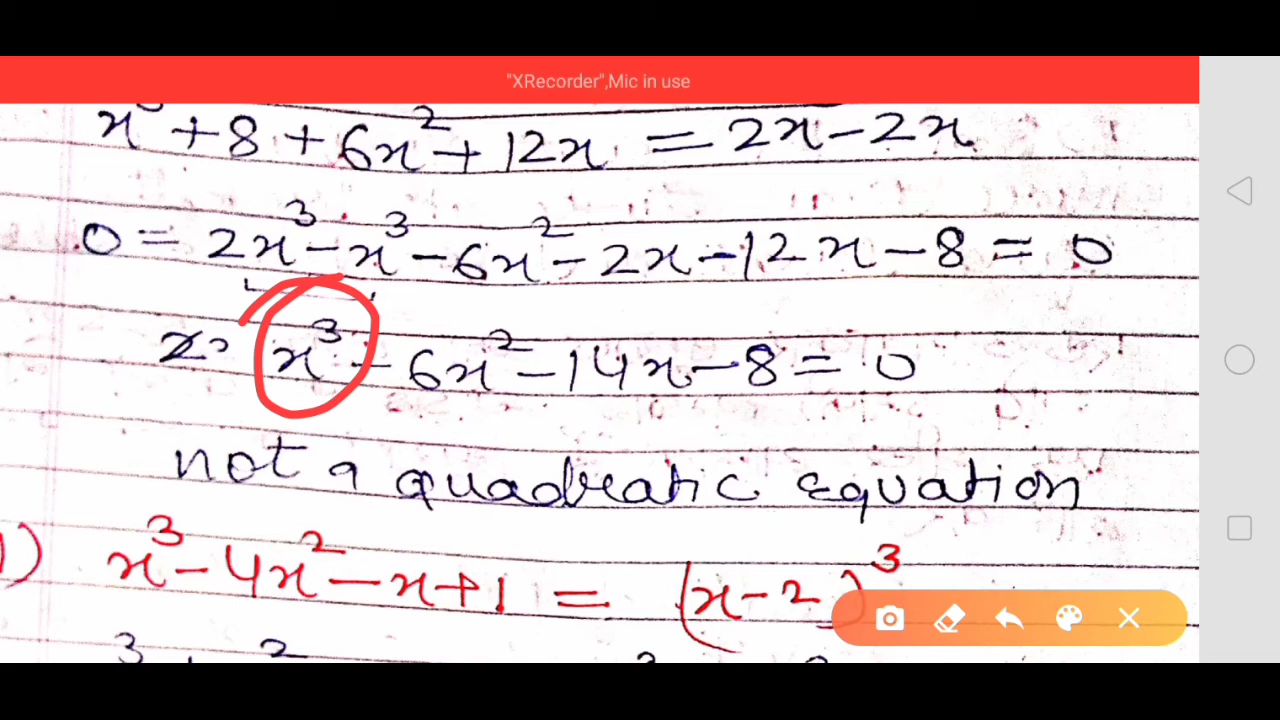 "XRecorder",Mic in use
x³ + 8 + 6x² + 12x = 2x - 2x
0 = 2x³ - x³ - 6x² - 2x - 12x - 8 = 0
x³ - 6x² - 14x - 8 = 0
not a quadratic equation
) x³ - 4x² - x + 1 = (x - 2)³